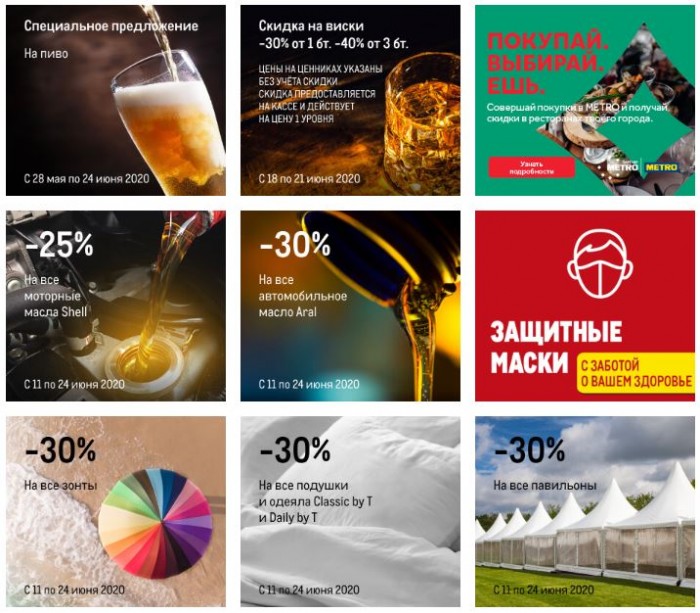 Специальное предложение
На пиво
С 28 мая по 24 июня 2020
Скидка на виски
-30% от 1 бт. -40% от 3 бт.
ЦЕНЫ НА ЦЕННИКАХ УКАЗАНЫ
БЕЗ УЧЁТА СКИДКИ
СКИДКА ПРЕДОСТАВЛЯЕТСЯ
НА КАССЕ И ДЕЙСТВУЕТ
НА ЦЕНУ 1 УРОВНЯ
С 18 по 21 июня 2020
ПОКУПАЙ.
ВЫБИРАЙ.
ЕШЬ.
Совершай покупки в METRO и получай
скидки в ресторанах твоего города.
Узнать
подробности
METRO METRO
-25%
На все
моторные
масла Shell
С 11 по 24 июня 2020
-30%
На все
автомобильное
масло Aral
С 11 по 24 июня 2020
ЗАЩИТНЫЕ
МАСКИ
С ЗАБОТОЙ
О ВАШЕМ ЗДОРОВЬЕ
-30%
На все зонты
С 11 по 24 июня 2020
-30%
На все подушки
и одеяла Classic by T
и Daily by T
С 11 по 24 июня 2020
-30%
На все павильоны
С 11 по 24 июня 2020